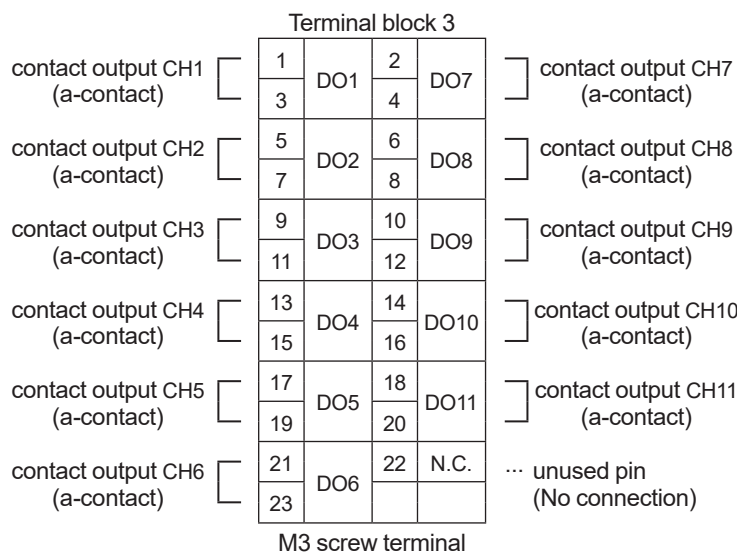 Terminal block 3
contact output CH1
(a-contact)
1
3
DO1
2
4
DO7
contact output CH7
(a-contact)
contact output CH2
(a-contact)
5
7
DO2
6
8
DO8
contact output CH8
(a-contact)
contact output CH3
(a-contact)
9
11
DO3
10
12
DO9
contact output CH9
(a-contact)
contact output CH4
(a-contact)
13
15
DO4
14
16
DO10
contact output CH10
(a-contact)
contact output CH5
(a-contact)
17
19
DO5
18
20
DO11
contact output CH11
(a-contact)
contact output CH6
(a-contact)
21
23
DO6
22
N.C.
··· unused pin
(No connection)
M3 screw terminal